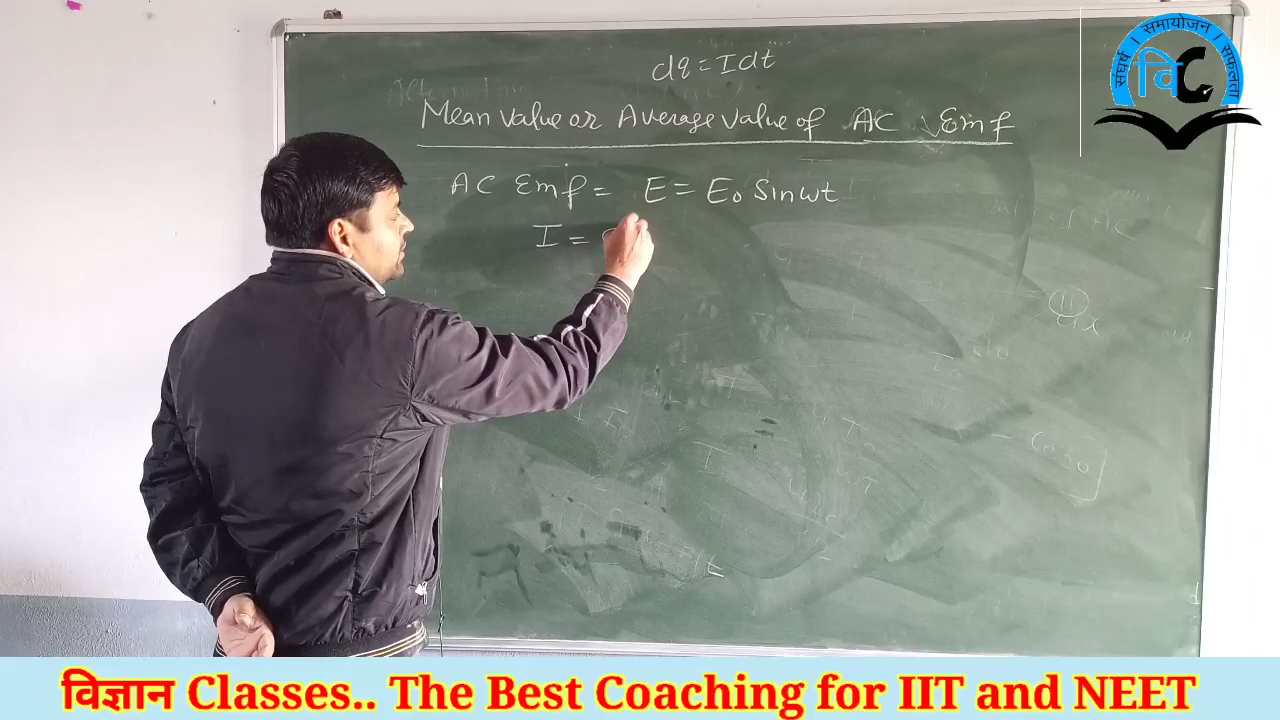 dq = Idt
Mean value or Average value of AC Emf
AC Emf = E = E₀ Sinωt
I =
संघर्ष । समायोजन । सफलता
वि C
विज्ञान Classes.. The Best Coaching for IIT and NEET